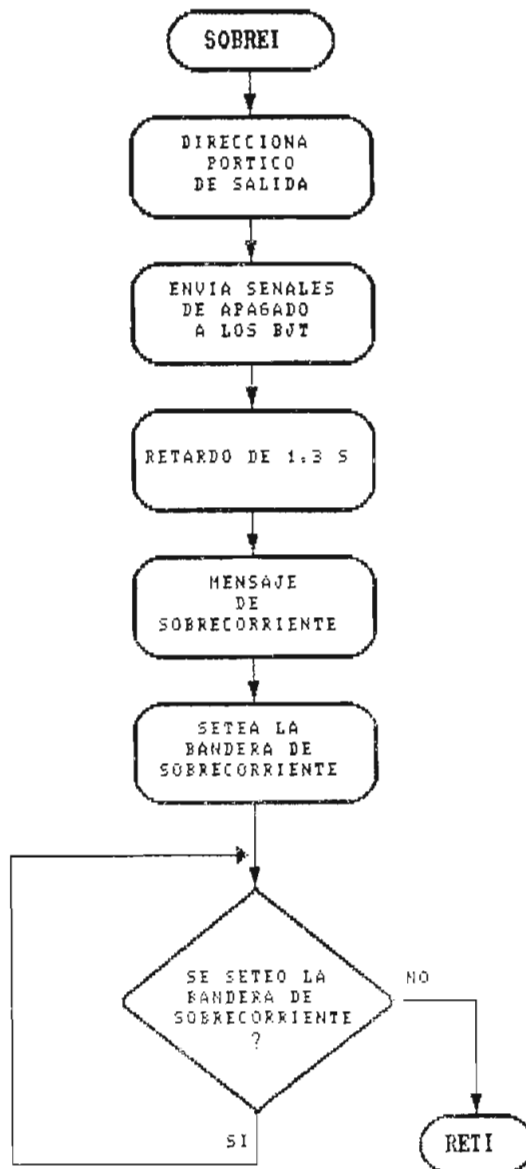 SOBREI
DIRECCIONA
PORTICO
DE SALIDA
ENVIA SENALES
DE APAGADO
A LOS BJT
RETARDO DE 1.3 S
MENSAJE
DE
SOBRECORRIENTE
SETEA LA
BANDERA DE
SOBRECORRIENTE
SE SETEO LA
BANDERA DE
SOBRECORRIENTE
?
NO
SI
RETI